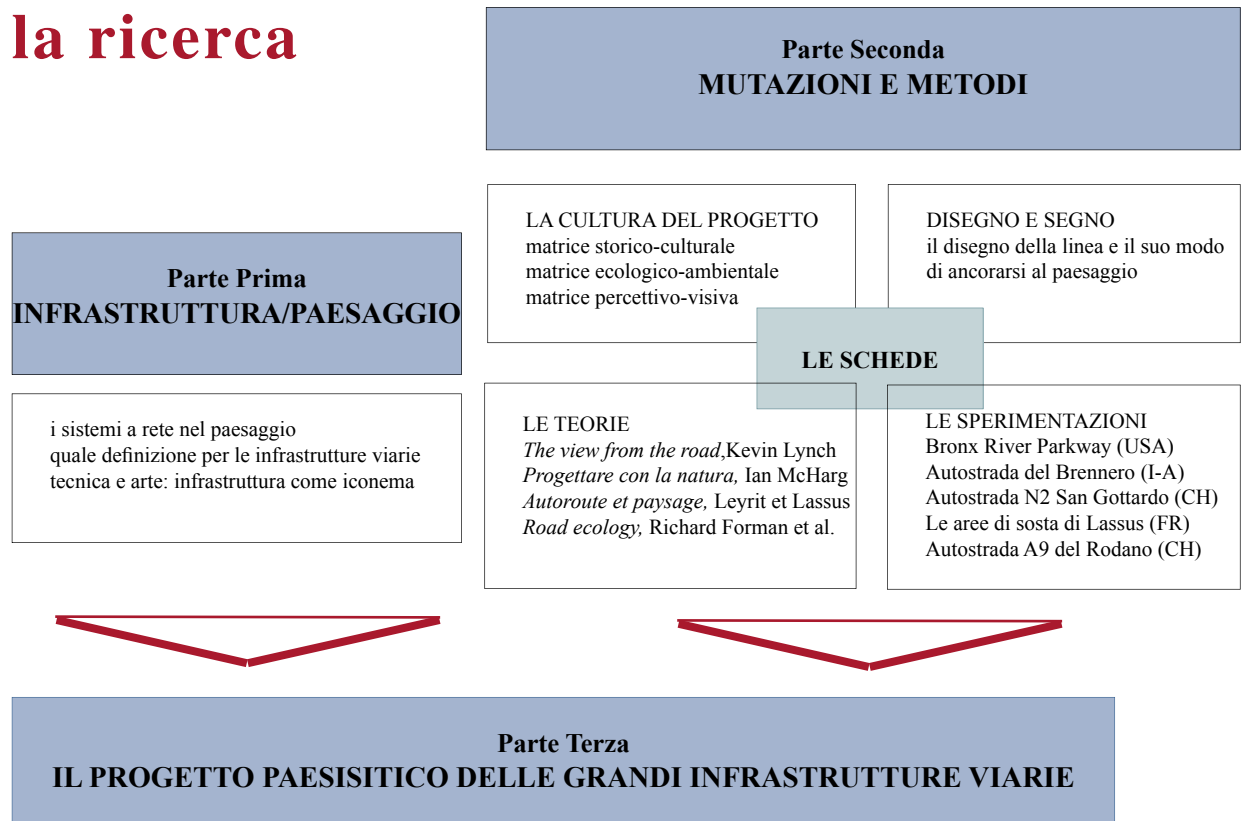 la ricerca
Parte Prima
INFRASTRUTTURA/PAESAGGIO
i sistemi a rete nel paesaggio
quale definizione per le infrastrutture viarie
tecnica e arte: infrastruttura come iconema
Parte Seconda
MUTAZIONI E METODI
LA CULTURA DEL PROGETTO
matrice storico-culturale
matrice ecologico-ambientale
matrice percettivo-visiva
DISEGNO E SEGNO
il disegno della linea e il suo modo
di ancorarsi al paesaggio
LE SCHEDE
LE TEORIE
The view from the road,Kevin Lynch
Progettare con la natura, Ian McHarg
Autoroute et paysage, Leyrit et Lassus
Road ecology, Richard Forman et al.
LE SPERIMENTAZIONI
Bronx River Parkway (USA)
Autostrada del Brennero (I-A)
Autostrada N2 San Gottardo (CH)
Le aree di sosta di Lassus (FR)
Autostrada A9 del Rodano (CH)
Parte Terza
IL PROGETTO PAESISITICO DELLE GRANDI INFRASTRUTTURE VIARIE